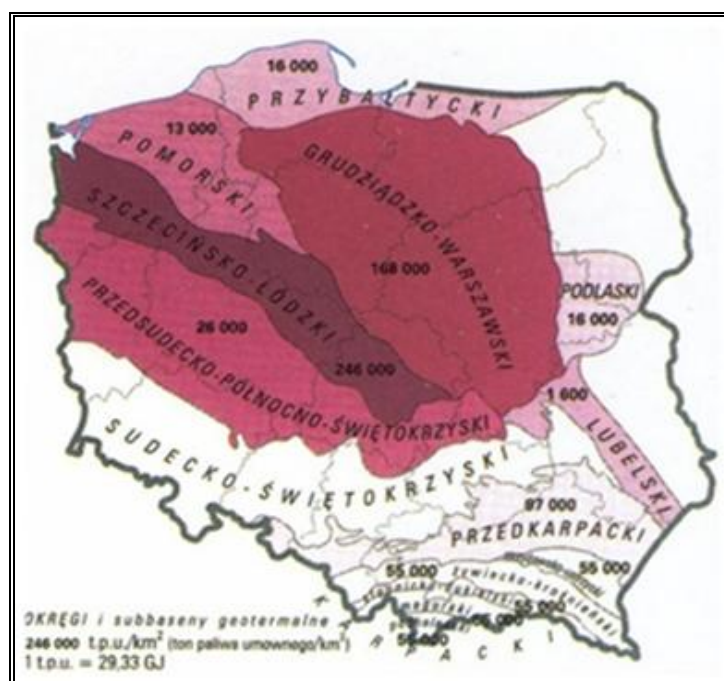 16 000
PRZYBAŁTYCKI
13 000
POMORSKI
GRUDZIĄDZKO-WARSZAWSKI
168 000
SZCZECIŃSKO-ŁÓDZKI
246 000
PODLASKI
16 000
PRZEDSUDECKO-PÓŁNOCNO-ŚWIĘTOKRZYSKI
26 000
1 600
LUBELSKI
SUDECKO-ŚWIĘTOKRZYSKI
97 000
PRZEDKARPACKI
55 000
55 000
55 000
KARPACKI
OKRĘGI i subbaseny geotermalne
246 000 t.p.u./km² (ton paliwa umownego/km²)
1 t.p.u. = 29,33 GJ